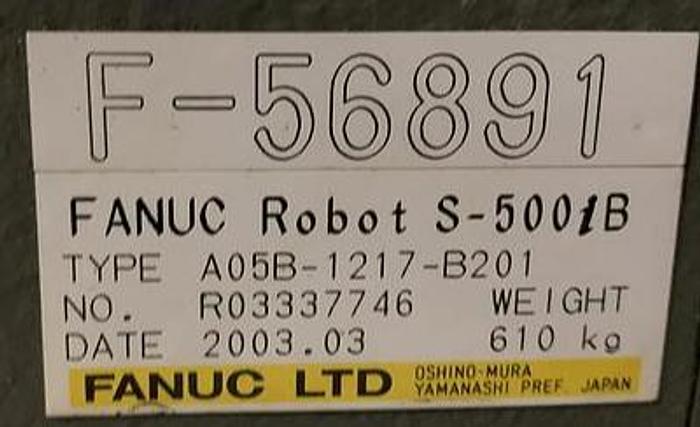 F-56891
FANUC Robot S-500iB
TYPE A05B-1217-B201
NO. R03337746 WEIGHT
DATE 2003.03 610 kg
FANUC LTD OSHINO-MURA
YAMANASHI PREF. JAPAN